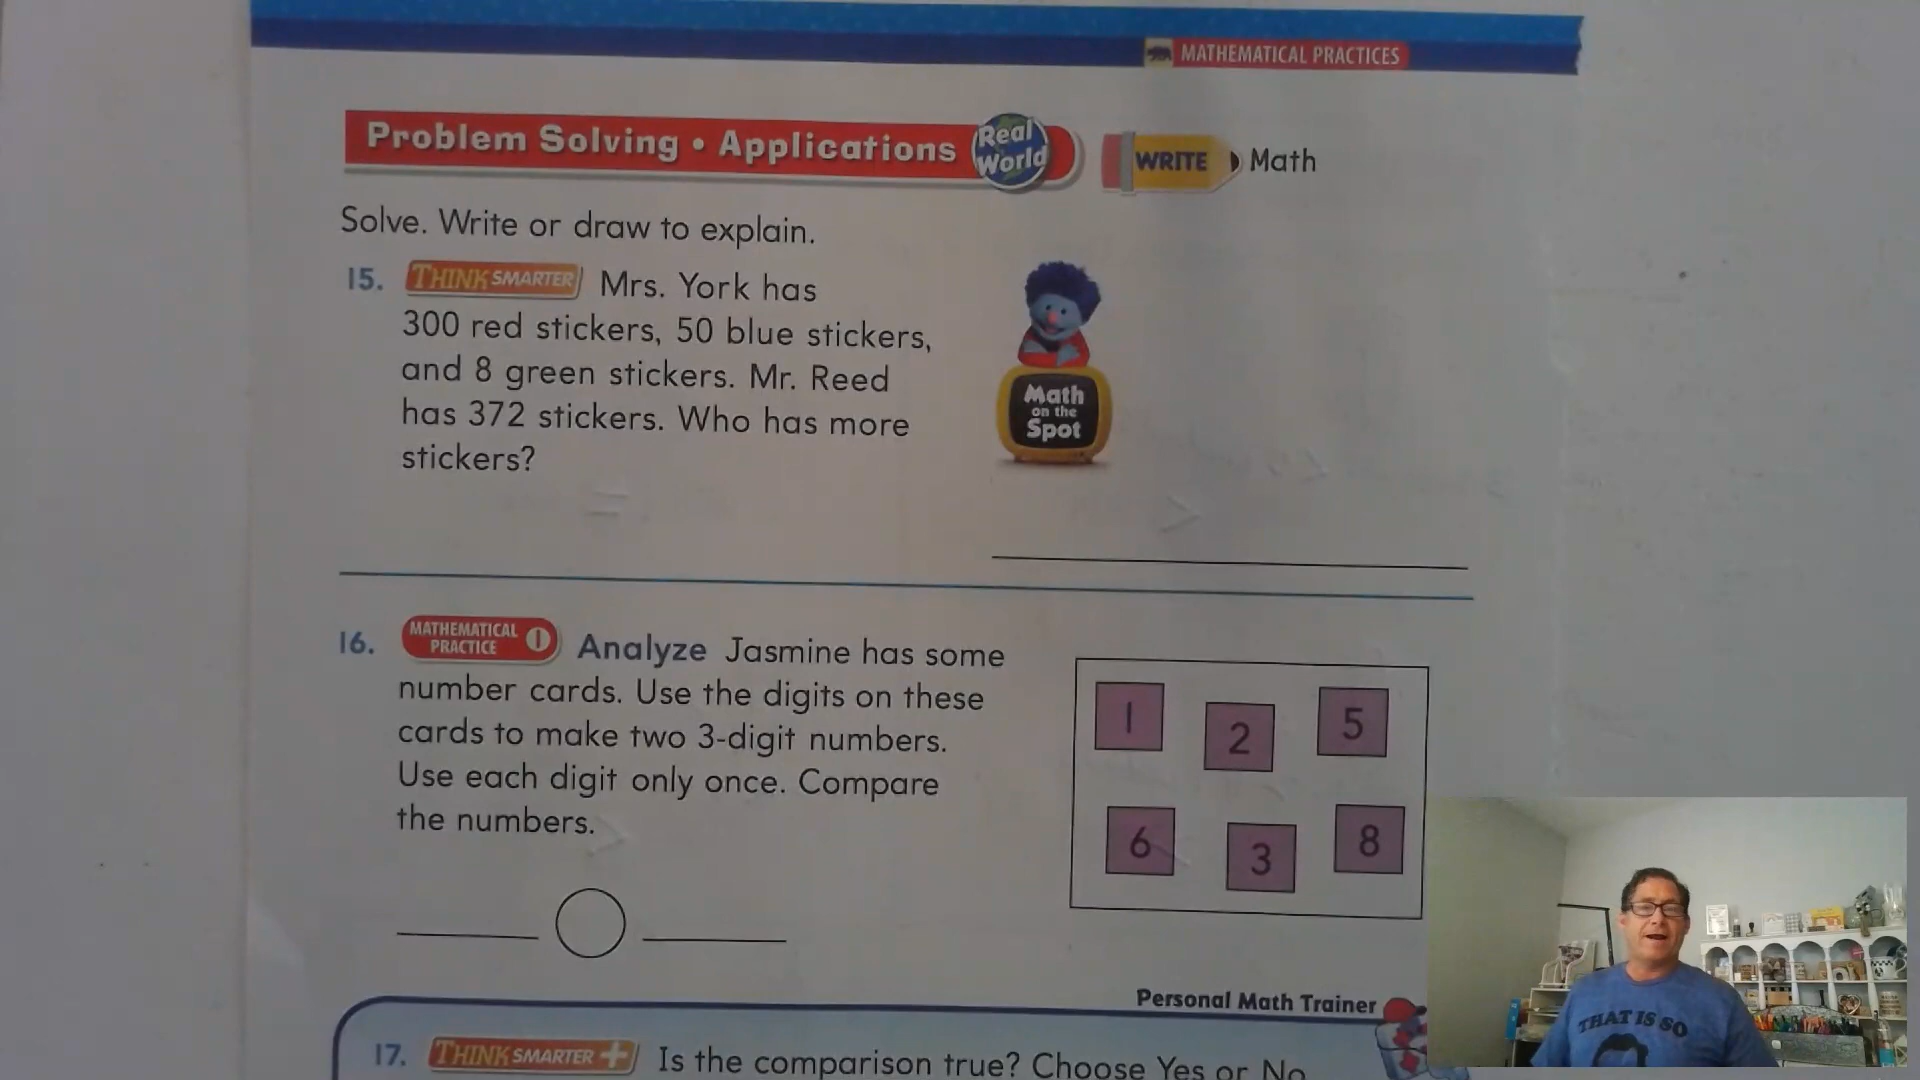 MATHEMATICAL PRACTICES
Problem Solving • Applications Real World WRITE Math
Solve. Write or draw to explain.
15. THINK SMARTER Mrs. York has
300 red stickers, 50 blue stickers,
and 8 green stickers. Mr. Reed
has 372 stickers. Who has more
stickers?
Math
on the
Spot
16. MATHEMATICAL PRACTICE 1 Analyze Jasmine has some
number cards. Use the digits on these
cards to make two 3-digit numbers.
Use each digit only once. Compare
the numbers.
1 2 5
6 3 8
Personal Math Trainer
17. THINK SMARTER + Is the comparison true? Choose Yes or No
THAT IS SO